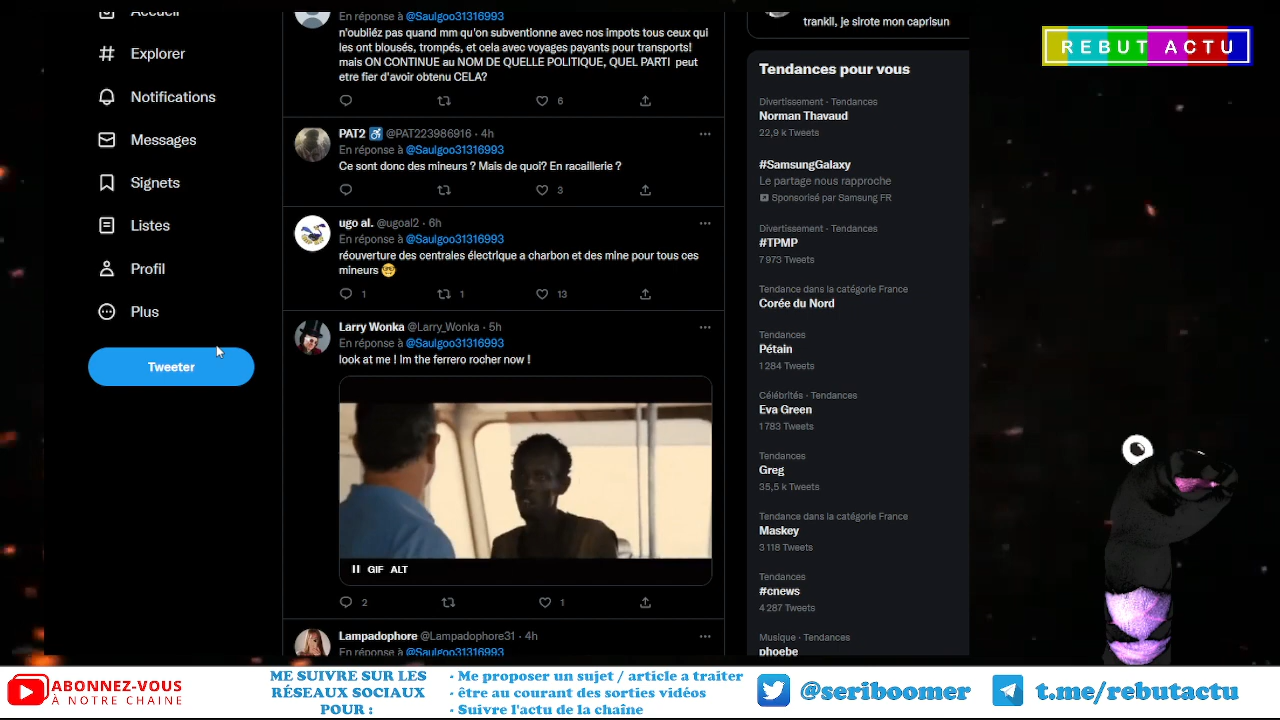 Accueil
Explorer
Notifications
Messages
Signets
Listes
Profil
Plus
Tweeter
En réponse à @Saulgoo31316993
n'oubliéz pas quand mm qu'on subventionne avec nos impots tous ceux qui
les ont blousés, trompés, et cela avec voyages payants pour transports!
mais ON CONTINUE au NOM DE QUELLE POLITIQUE, QUEL PARTI peut
etre fier d'avoir obtenu CELA?
6
PAT2 ♿ @PAT223986916 · 4h
En réponse à @Saulgoo31316993
Ce sont donc des mineurs ? Mais de quoi? En racaillerie ?
3
ugo al. @ugoal2 · 6h
En réponse à @Saulgoo31316993
réouverture des centrales électrique a charbon et des mine pour tous ces
mineurs 🤓
1 1 13
Larry Wonka @Larry_Wonka · 5h
En réponse à @Saulgoo31316993
look at me ! Im the ferrero rocher now !
GIF ALT
2 1
Lampadophore @Lampadophore31 · 4h
En réponse à @Saulgoo31316993
trankil, je sirote mon caprisun
Tendances pour vous
Divertissement · Tendances
Norman Thavaud
22,9 k Tweets
#SamsungGalaxy
Le partage nous rapproche
Sponsorisé par Samsung FR
Divertissement · Tendances
#TPMP
7 973 Tweets
Tendance dans la catégorie France
Corée du Nord
Tendances
Pétain
1 284 Tweets
Célébrités · Tendances
Eva Green
1 783 Tweets
Tendances
Greg
35,5 k Tweets
Tendance dans la catégorie France
Maskey
3 118 Tweets
Tendances
#cnews
4 287 Tweets
Musique · Tendances
phoebe
REBUT ACTU
ABONNEZ-VOUS
À NOTRE CHAINE
ME SUIVRE SUR LES
RÉSEAUX SOCIAUX
POUR :
- Me proposer un sujet / article a traiter
- être au courant des sorties vidéos
- Suivre l'actu de la chaîne
@seriboomer
t.me/rebutactu